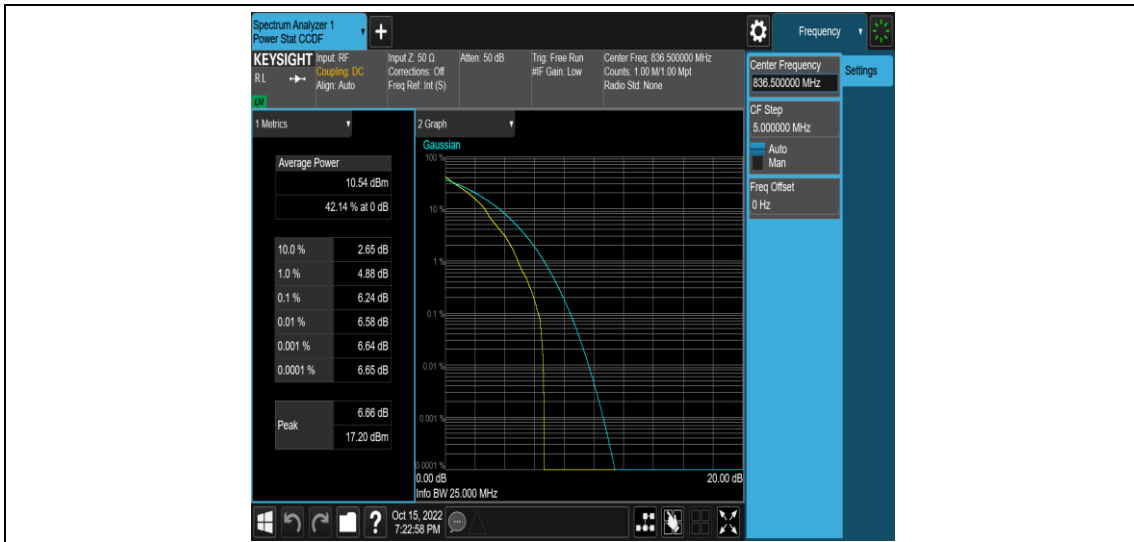 Spectrum Analyzer 1
Power Stat CCDF
Frequency
KEYSIGHT
RL
LXI
Input: RF
Coupling: DC
Align: Auto
Input Z: 50 Ω
Corrections: Off
Freq Ref: Int (S)
Atten: 50 dB
Trig: Free Run
#IF Gain: Low
Center Freq: 836.500000 MHz
Counts: 1.00 M/1.00 Mpt
Radio Std: None
Center Frequency
836.500000 MHz
Settings
CF Step
5.000000 MHz
Auto
Man
Freq Offset
0 Hz
1 Metrics
Average Power
10.54 dBm
42.14 % at 0 dB
10.0 % 2.65 dB
1.0 % 4.88 dB
0.1 % 6.24 dB
0.01 % 6.58 dB
0.001 % 6.64 dB
0.0001 % 6.65 dB
Peak
6.66 dB
17.20 dBm
2 Graph
Gaussian
100 %
10 %
1 %
0.1 %
0.01 %
0.001 %
0.0001 %
0.00 dB 20.00 dB
Info BW 25.000 MHz
?
Oct 15, 2022
7:22:58 PM